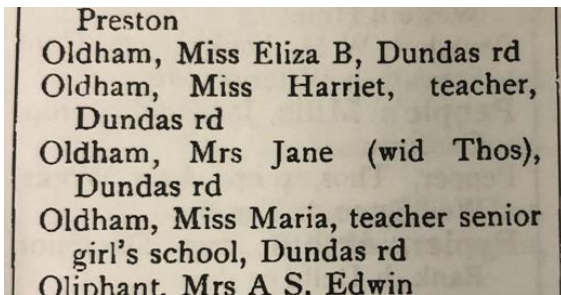 Preston
Oldham, Miss Eliza B, Dundas rd
Oldham, Miss Harriet, teacher,
Dundas rd
Oldham, Mrs Jane (wid Thos),
Dundas rd
Oldham, Miss Maria, teacher senior
girl's school, Dundas rd
Oliphant, Mrs A S, Edwin